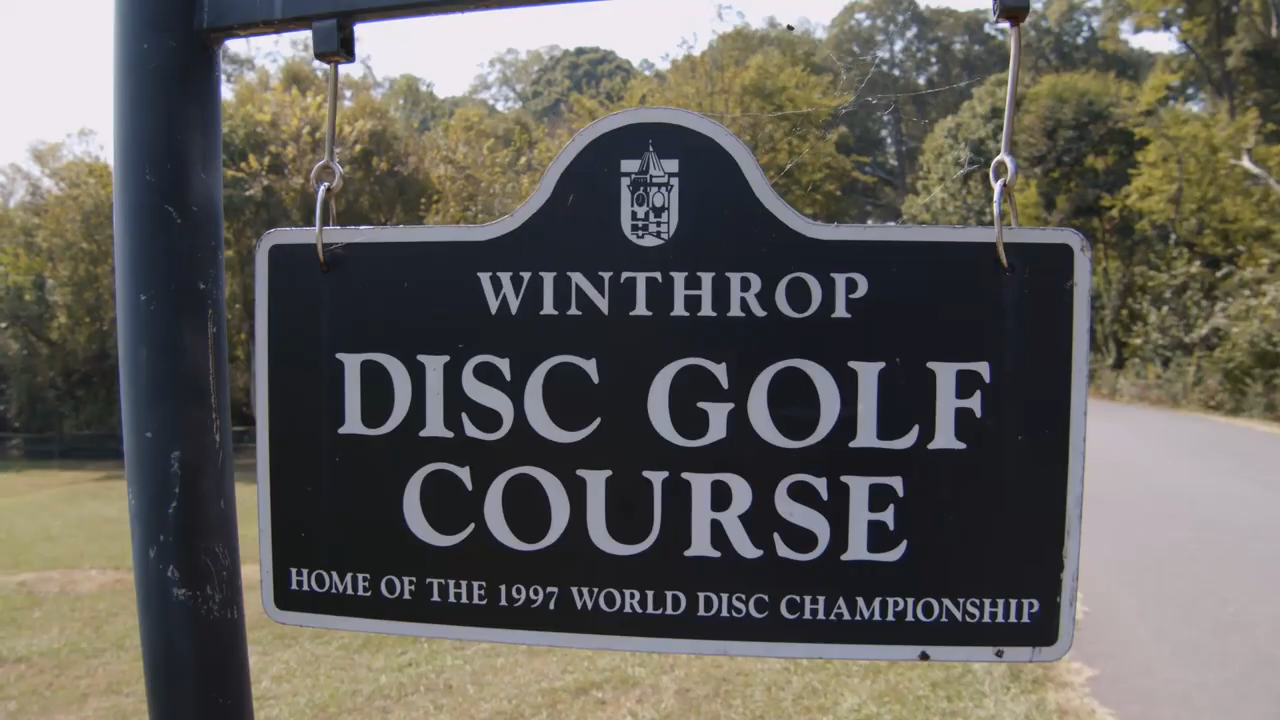 WINTHROP
DISC GOLF
COURSE
HOME OF THE 1997 WORLD DISC CHAMPIONSHIP